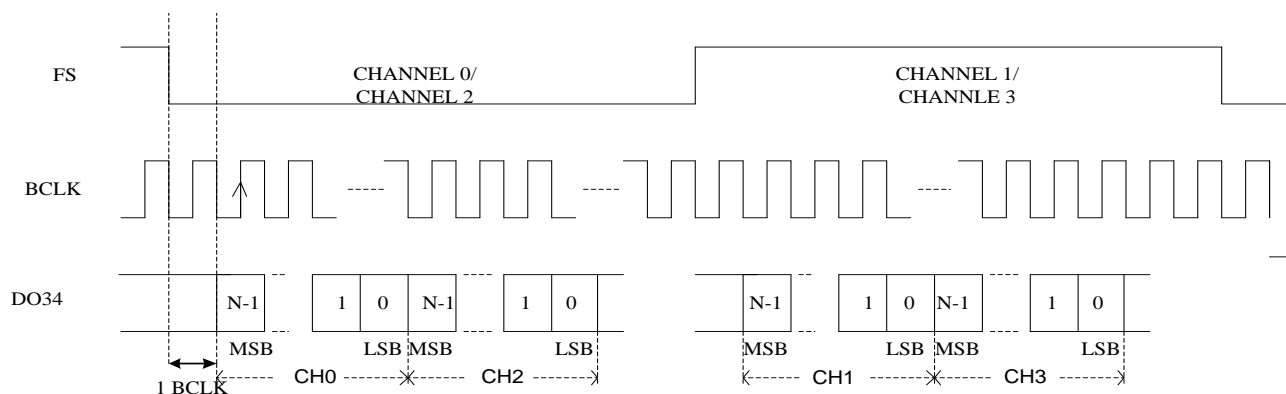 FS
CHANNEL 0/
CHANNEL 2
CHANNEL 1/
CHANNLE 3
BCLK
DO34
N-1 1 0 N-1 1 0 N-1 1 0 N-1 1 0
MSB LSB MSB LSB MSB LSB MSB LSB
1 BCLK CH0 CH2 CH1 CH3